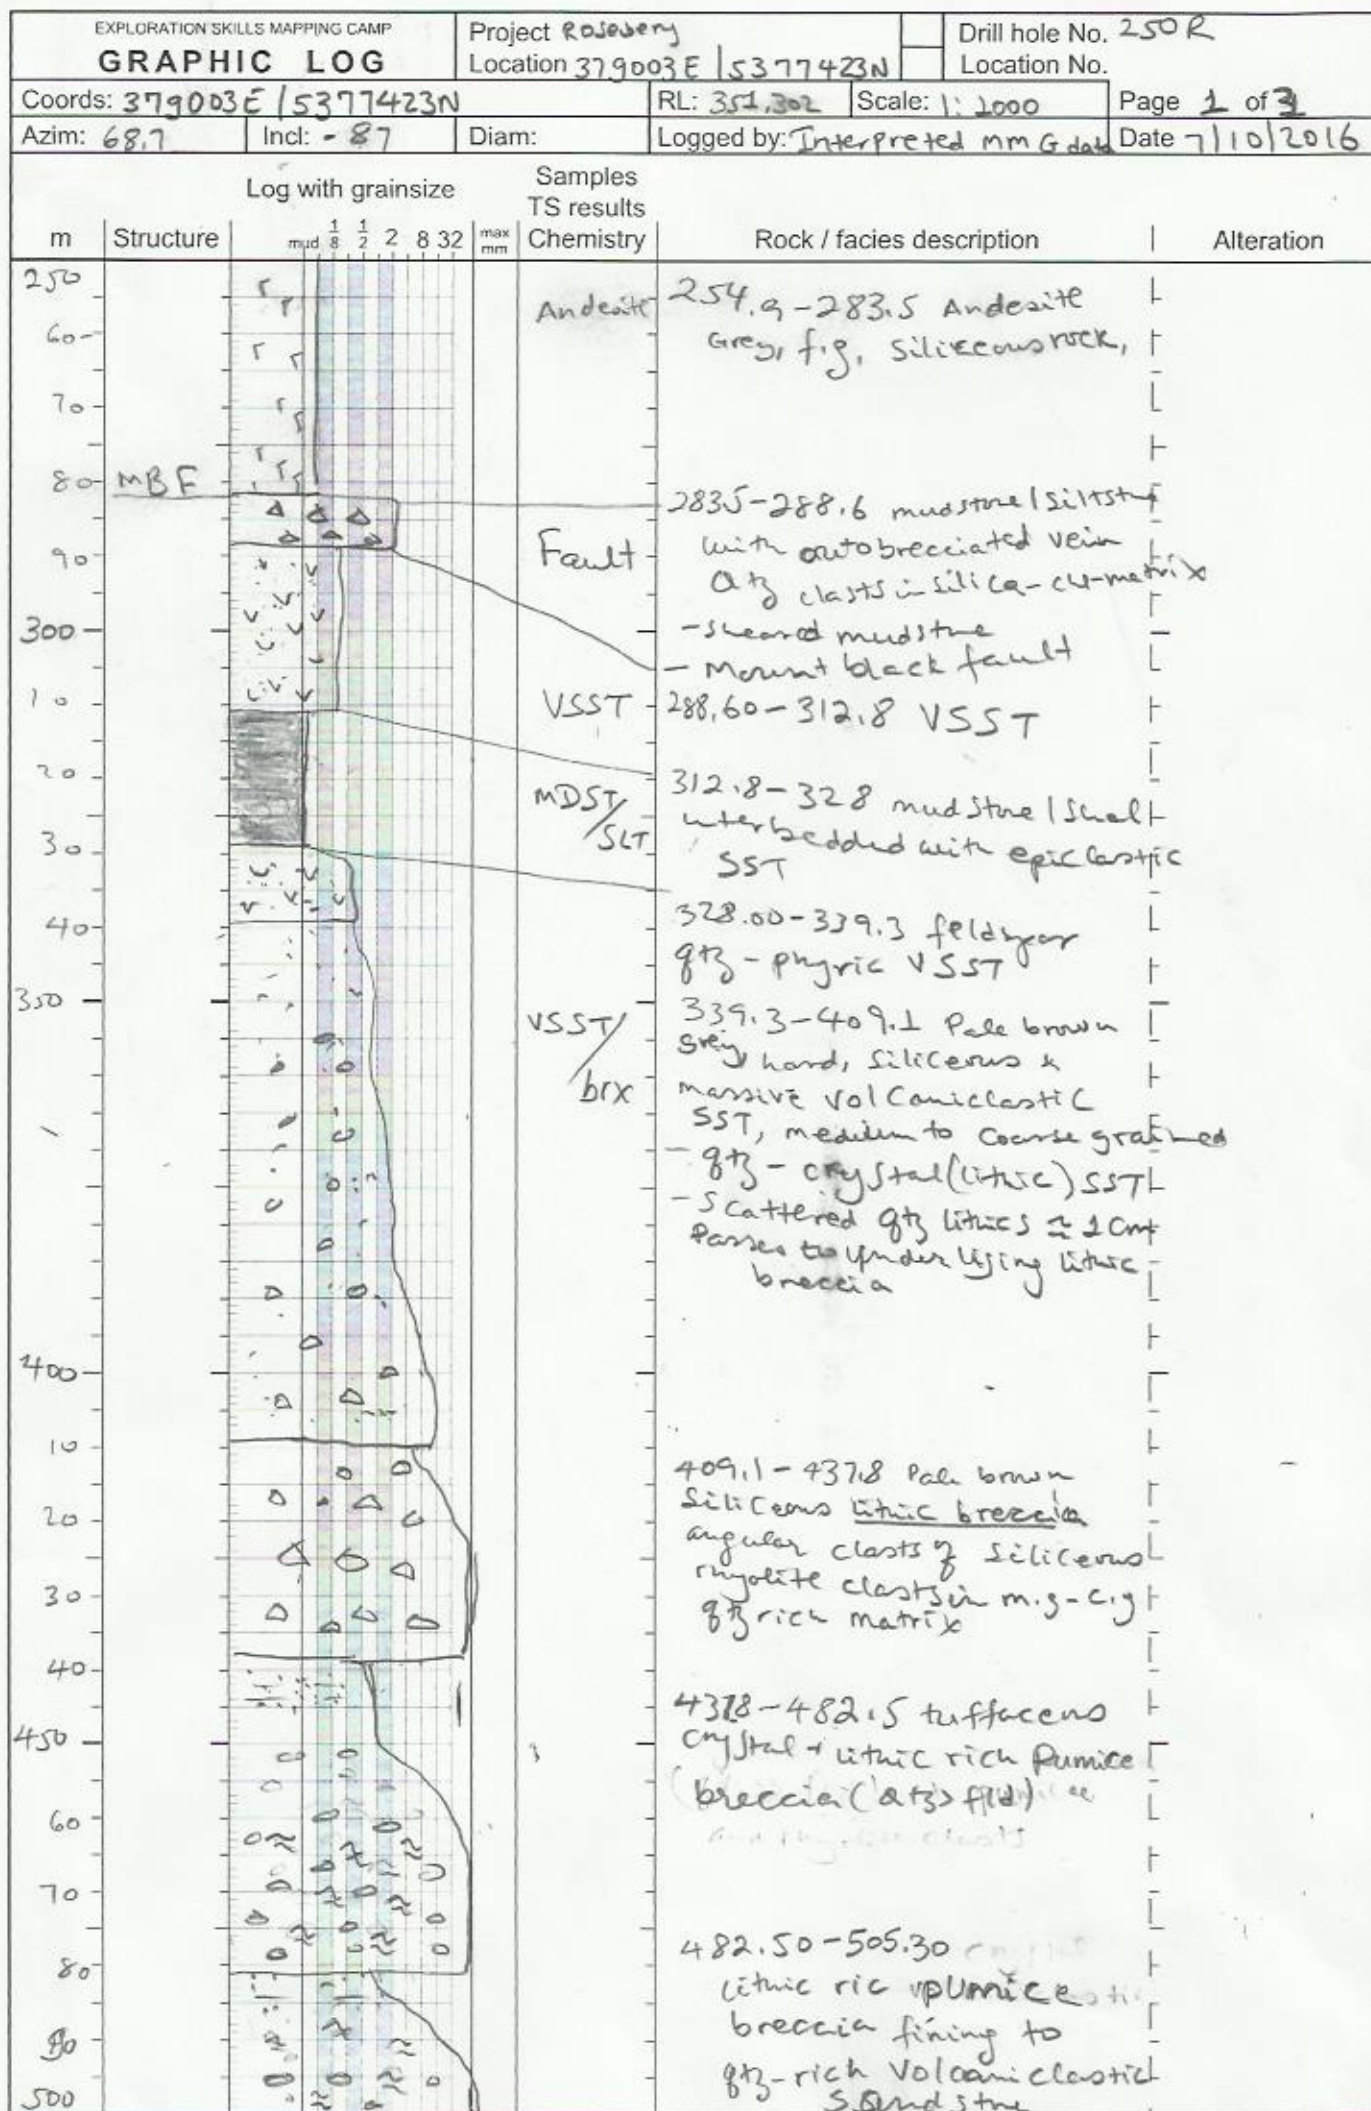 EXPLORATION SKILLS MAPPING CAMP
GRAPHIC LOG
Project Rosebery
Location 379003E / 5377423N
Drill hole No. 250R
Location No.
Coords: 379003E / 5377423N
RL: 351.302
Scale: 1:1000
Page 1 of
Azim: 68.7
Incl: -87
Diam:
Logged by: Interpreted MMG data
Date 7/10/2016
Log with grainsize
Samples
TS results
m Structure mud 1/8 1/2 2 8 32 max mm Chemistry Rock / facies description Alteration
250
60
70
80
90
300
10
20
30
40
350
400
10
20
30
40
450
60
70
80
90
500
MBF
Andesite
Fault
VSST
MDST/
SLT
VSST/
brx
254.9-283.5 Andesite
Grey, f.g, siliceous rock,
2835-288.6 mudstone / siltstne
with autobrecciated vein
Qtz clasts in silica-chl-matrix
-sheared mudstne
- Mount black fault
288.60-312.8 VSST
312.8-328 mudstone / shale
interbedded with epiclastic
SST
328.00-339.3 feldspar
qtz-phyric VSST
339.3-409.1 Pale brown
grey, hard, siliceous &
massive volcaniclastic
SST, medium to coarse grained
- qtz-crystal(lithic) SST
- Scattered qtz lithics ≈ 1cm
Passes to underlying lithic
breccia
409.1-437.8 Pale brown
siliceous lithic breccia
angular clasts of siliceous
rhyolite clasts in m.g-c.g
qtz rich matrix
437.8-482.5 tuffaceous
crystal + lithic rich pumice
breccia (Qtz>fld)
482.50-505.30
lithic ric pumice
breccia fining to
qtz-rich volcaniclastic
sandstne